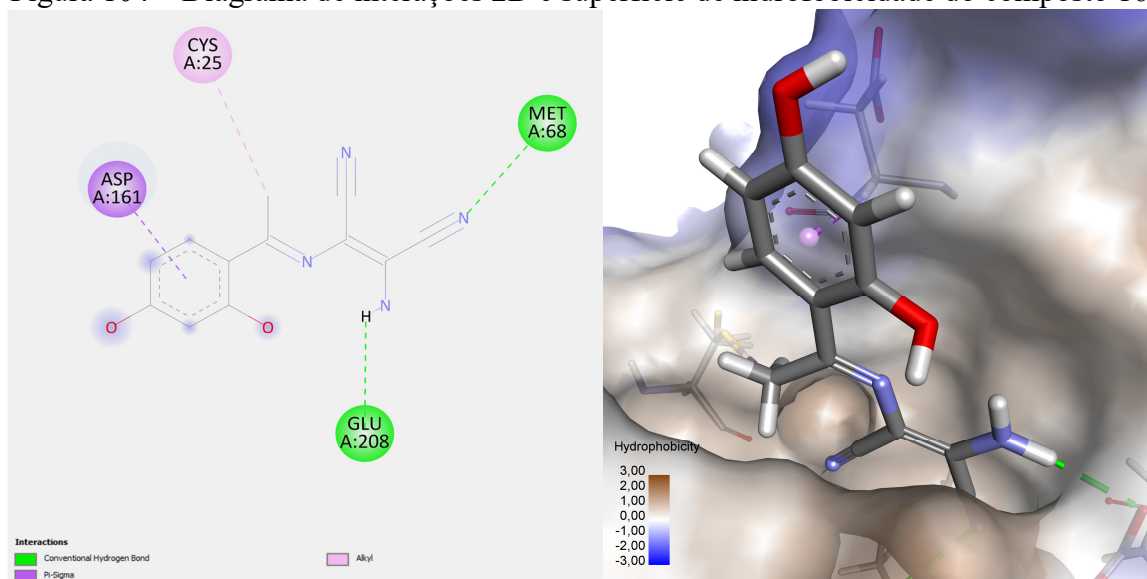 Figura 104 – Diagrama de interações 2D e superfície de hidrofobicidade do composto 16
CYS
A:25
MET
A:68
ASP
A:161
N
N
N
N
H
O
O
GLU
A:208
Interactions
Conventional Hydrogen Bond
Pi-Sigma
Alkyl
Hydrophobicity
3,00
2,00
1,00
0,00
-1,00
-2,00
-3,00